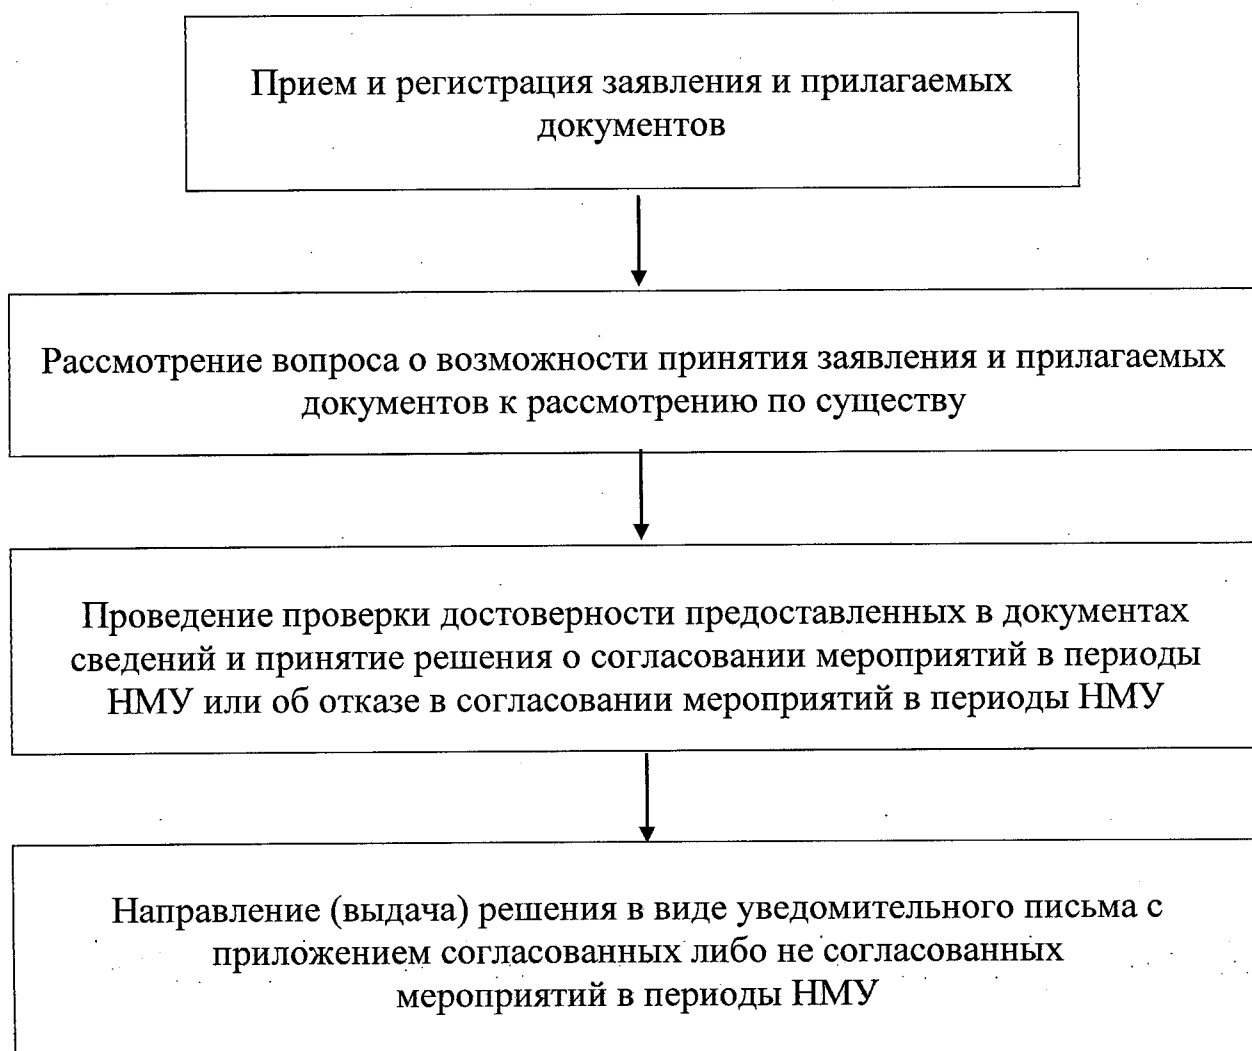 Прием и регистрация заявления и прилагаемых
документов
Рассмотрение вопроса о возможности принятия заявления и прилагаемых
документов к рассмотрению по существу
Проведение проверки достоверности предоставленных в документах
сведений и принятие решения о согласовании мероприятий в периоды
НМУ или об отказе в согласовании мероприятий в периоды НМУ
Направление (выдача) решения в виде уведомительного письма с
приложением согласованных либо не согласованных
мероприятий в периоды НМУ